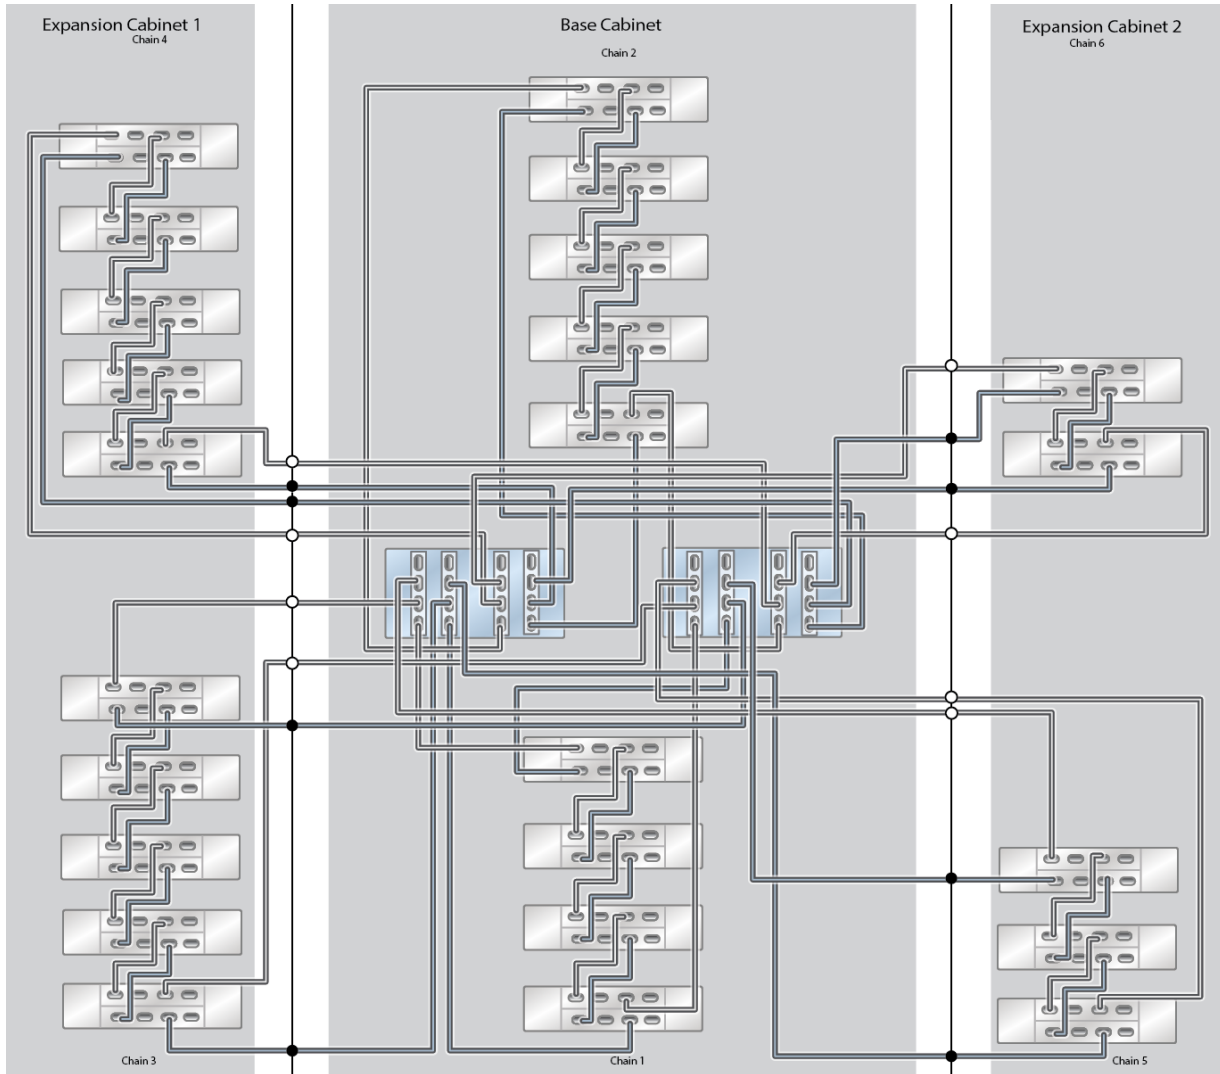 Expansion Cabinet 1
Chain 4
Base Cabinet
Chain 2
Expansion Cabinet 2
Chain 6
Chain 3
Chain 1
Chain 5